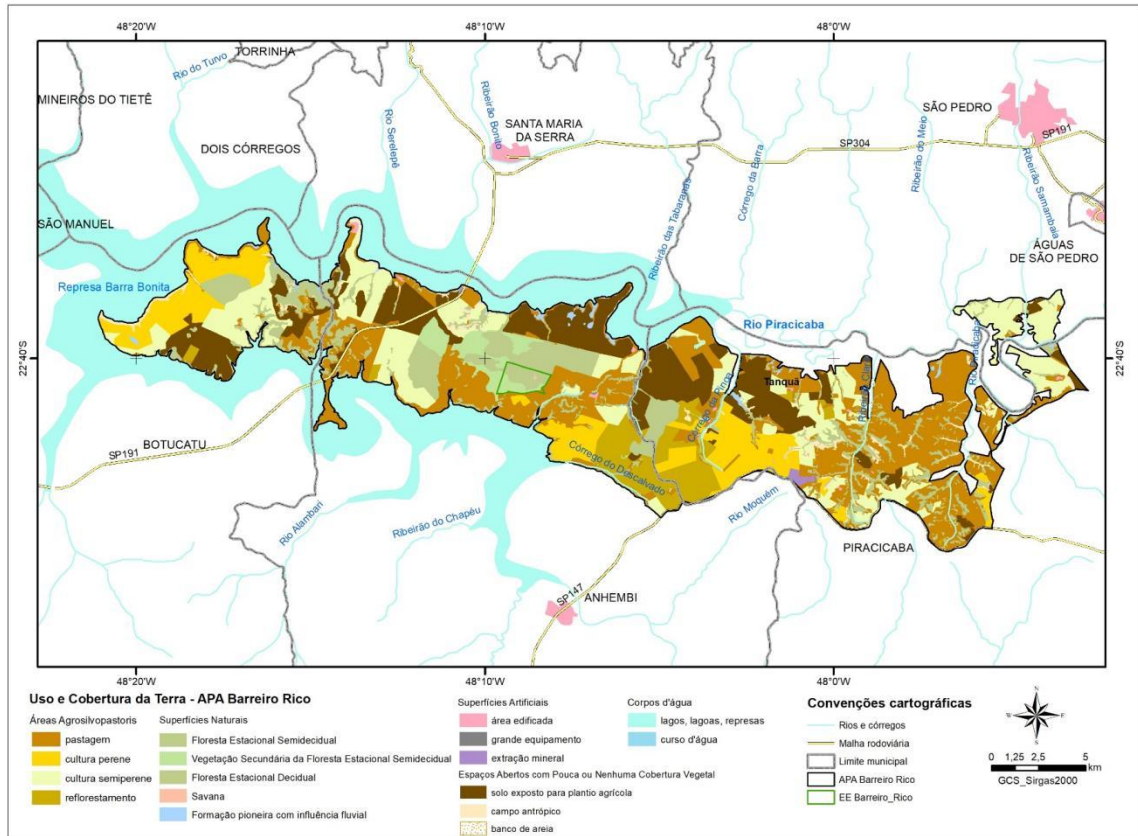 48°20'W
48°10'W
48°0'W
TORRINHA
Rio do Turvo
MINEIROS DO TIETÊ
DOIS CÓRREGOS
Rio Serelepê
Ribeirão Bonito
SANTA MARIA
DA SERRA
SÃO PEDRO
SP191
SP304
Ribeirão do Meio
Córrego da Barra
Ribeirão das Tabaranas
Ribeirão Samambaia
SÃO MANUEL
ÁGUAS
DE SÃO PEDRO
Represa Barra Bonita
Rio Piracicaba
Rio Piracicaba
22°40'S
22°40'S
Tanquã
Ribeirão Claro
BOTUCATU
SP191
Córrego do Doscalvado
Rio Alambari
Ribeirão do Chapéu
Rio Moquém
PIRACICABA
SP147
ANHEMBI
48°20'W
48°10'W
48°0'W
Uso e Cobertura da Terra - APA Barreiro Rico
Áreas Agrosilvopastoris
pastagem
cultura perene
cultura semiperene
reflorestamento
Superfícies Naturais
Floresta Estacional Semidecidual
Vegetação Secundária da Floresta Estacional Semidecidual
Floresta Estacional Decidual
Savana
Formação pioneira com influência fluvial
Superfícies Artificiais
área edificada
grande equipamento
extração mineral
Espaços Abertos com Pouca ou Nenhuma Cobertura Vegetal
solo exposto para plantio agrícola
campo antrópico
banco de areia
Corpos d'água
lagos, lagoas, represas
curso d'água
Convenções cartográficas
Rios e córregos
Malha rodoviária
Limite municipal
APA Barreiro Rico
EE Barreiro_Rico
N
S
0 1,25 2,5 5
km
GCS_Sirgas2000